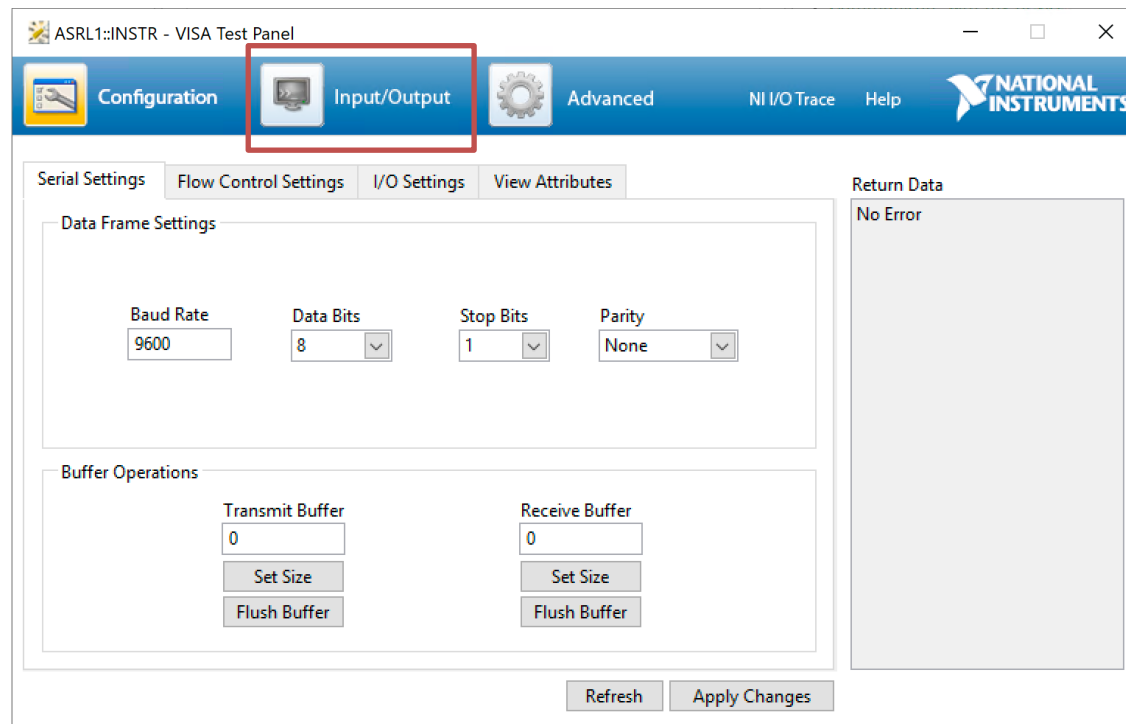 ASRL1::INSTR - VISA Test Panel
Configuration
Input/Output
Advanced
NI I/O Trace
Help
NATIONAL
INSTRUMENTS
Serial Settings
Flow Control Settings
I/O Settings
View Attributes
Return Data
No Error
Data Frame Settings
Baud Rate
Data Bits
Stop Bits
Parity
9600
8
1
None
Buffer Operations
Transmit Buffer
Receive Buffer
0
0
Set Size
Set Size
Flush Buffer
Flush Buffer
Refresh
Apply Changes